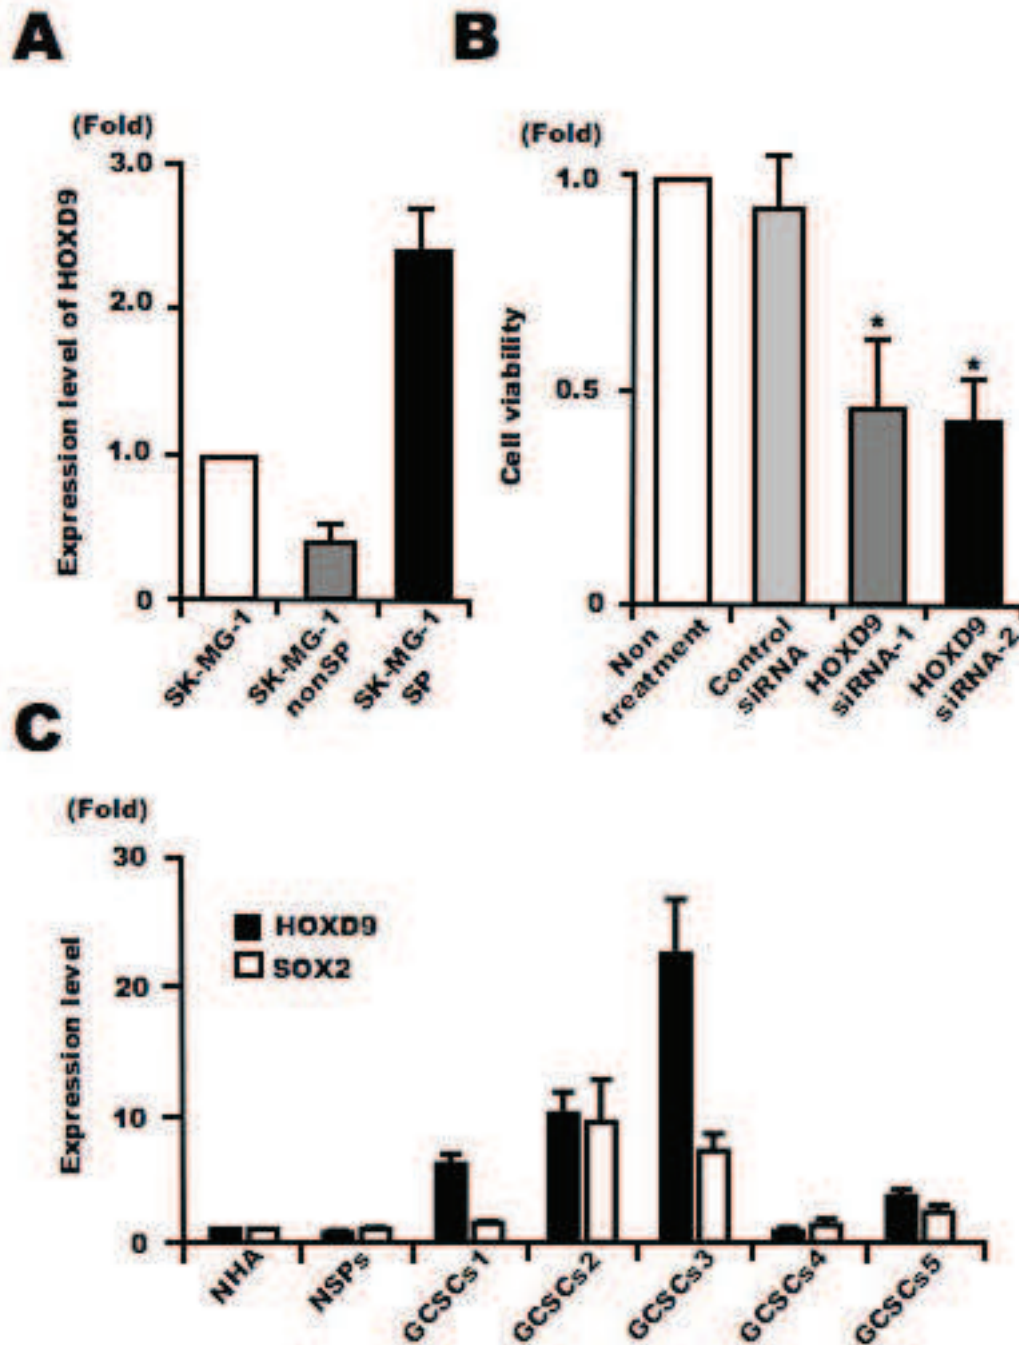 A
(Fold)
Expression level of HOXD9
3.0
2.0
1.0
0
SK-MG-1
SK-MG-1
nonSP
SK-MG-1
SP
B
(Fold)
Cell viability
1.0
0.5
0
*
*
Non
treatment
Control
siRNA
HOXD9
siRNA-1
HOXD9
siRNA-2
C
(Fold)
Expression level
30
20
10
0
HOXD9
SOX2
NHA
NSPs
GCSCs1
GCSCs2
GCSCs3
GCSCs4
GCSCs5